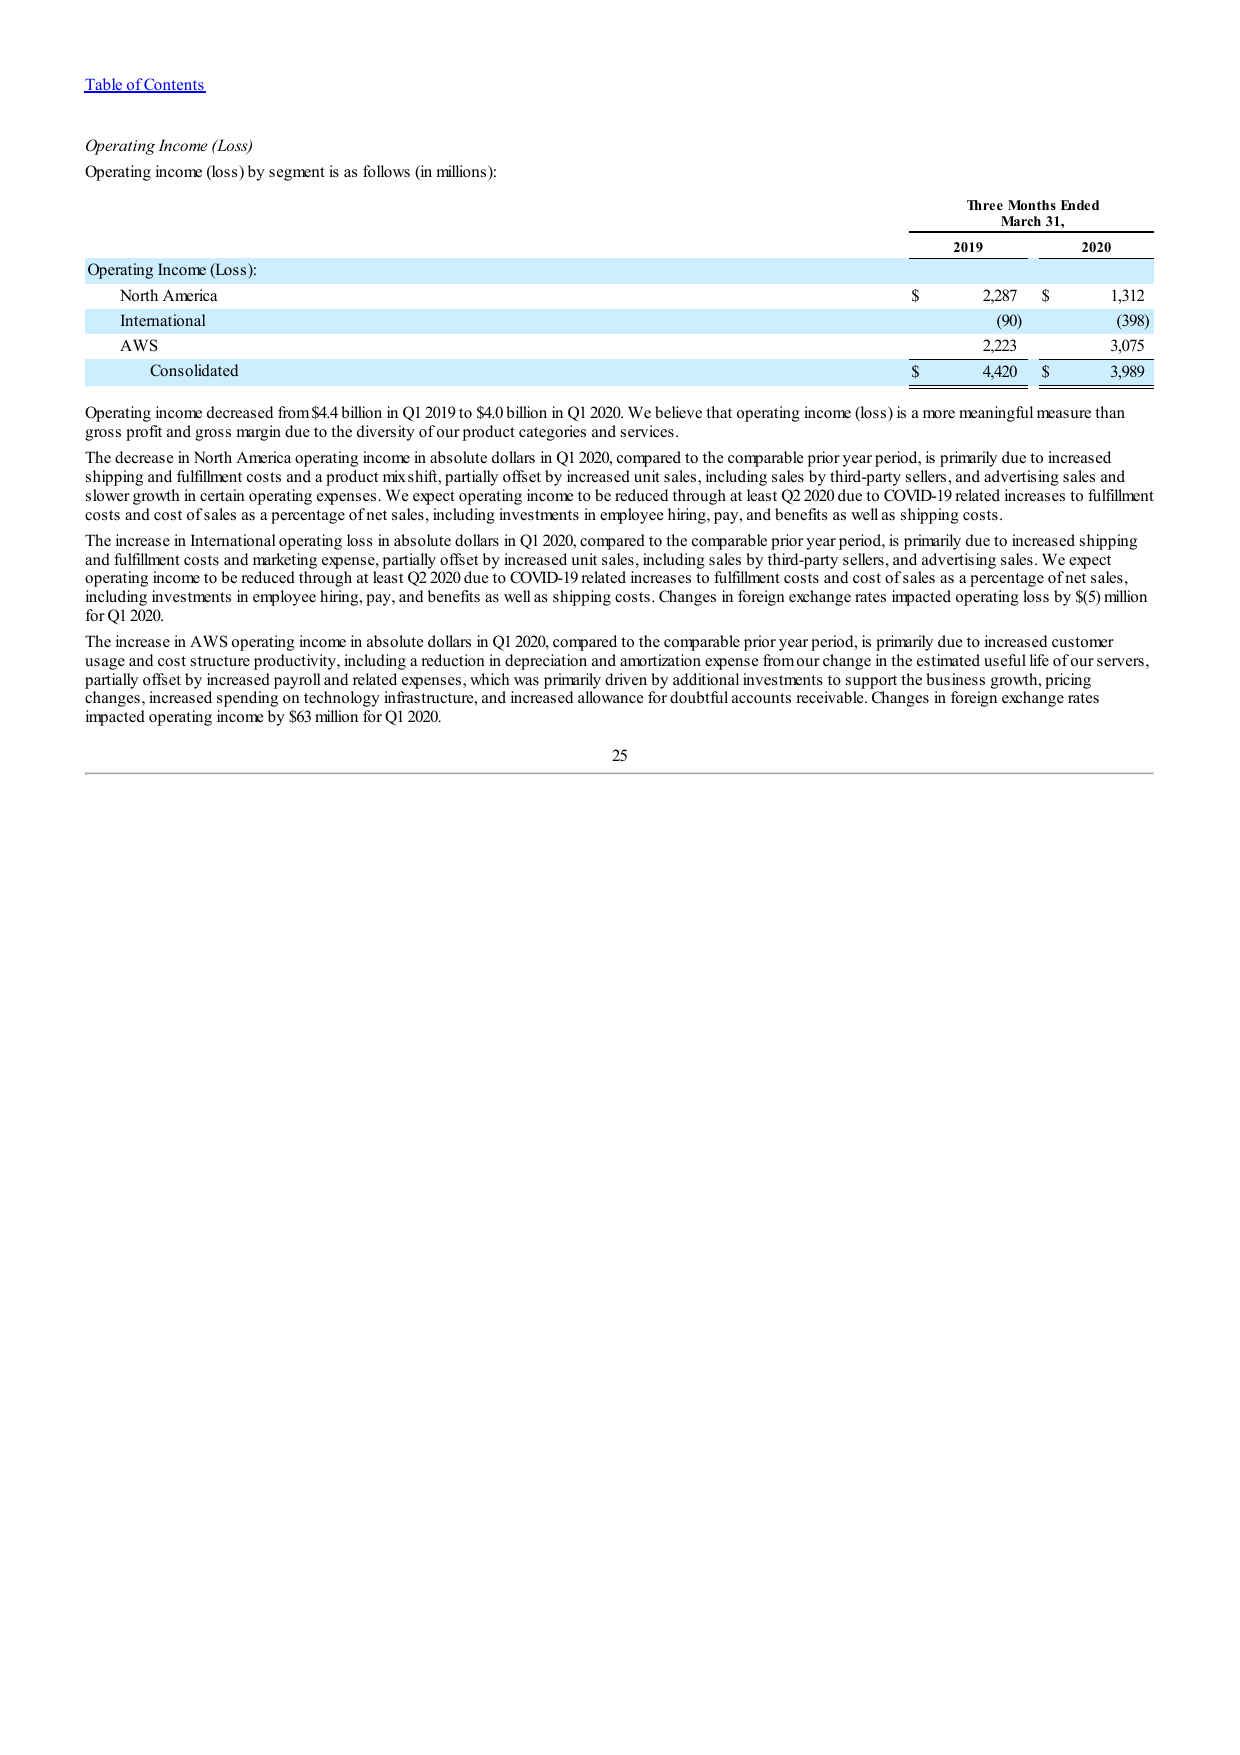 Table of Contents
Operating Income (Loss)
Operating income (loss) by segment is as follows (in millions):
Three Months Ended
March 31,
2019 2020
Operating Income (Loss):
North America $ 2,287 $ 1,312
International (90) (398)
AWS 2,223 3,075
Consolidated $ 4,420 $ 3,989
Operating income decreased from $4.4 billion in Q1 2019 to $4.0 billion in Q1 2020. We believe that operating income (loss) is a more meaningful measure than
gross profit and gross margin due to the diversity of our product categories and services.
The decrease in North America operating income in absolute dollars in Q1 2020, compared to the comparable prior year period, is primarily due to increased
shipping and fulfillment costs and a product mix shift, partially offset by increased unit sales, including sales by third-party sellers, and advertising sales and
slower growth in certain operating expenses. We expect operating income to be reduced through at least Q2 2020 due to COVID-19 related increases to fulfillment
costs and cost of sales as a percentage of net sales, including investments in employee hiring, pay, and benefits as well as shipping costs.
The increase in International operating loss in absolute dollars in Q1 2020, compared to the comparable prior year period, is primarily due to increased shipping
and fulfillment costs and marketing expense, partially offset by increased unit sales, including sales by third-party sellers, and advertising sales. We expect
operating income to be reduced through at least Q2 2020 due to COVID-19 related increases to fulfillment costs and cost of sales as a percentage of net sales,
including investments in employee hiring, pay, and benefits as well as shipping costs. Changes in foreign exchange rates impacted operating loss by $(5) million
for Q1 2020.
The increase in AWS operating income in absolute dollars in Q1 2020, compared to the comparable prior year period, is primarily due to increased customer
usage and cost structure productivity, including a reduction in depreciation and amortization expense from our change in the estimated useful life of our servers,
partially offset by increased payroll and related expenses, which was primarily driven by additional investments to support the business growth, pricing
changes, increased spending on technology infrastructure, and increased allowance for doubtful accounts receivable. Changes in foreign exchange rates
impacted operating income by $63 million for Q1 2020.
25